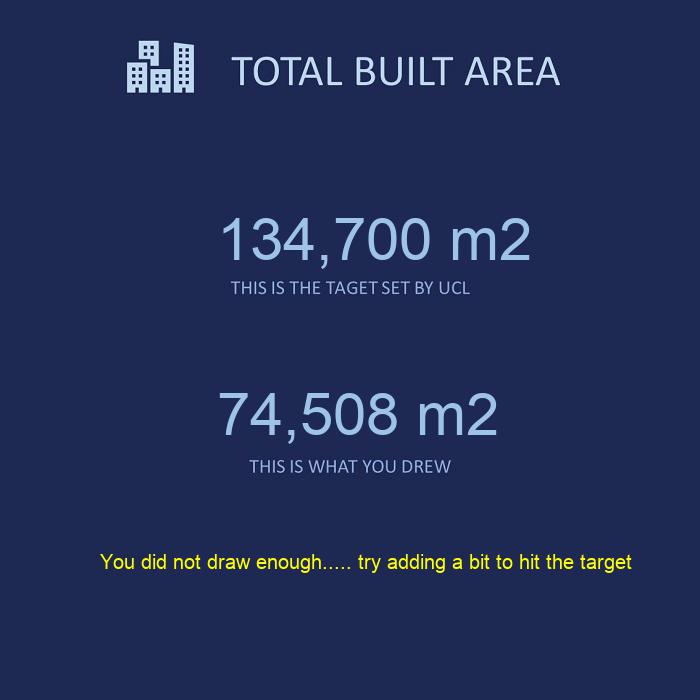 TOTAL BUILT AREA
134,700 m2
THIS IS THE TAGET SET BY UCL
74,508 m2
THIS IS WHAT YOU DREW
You did not draw enough..... try adding a bit to hit the target